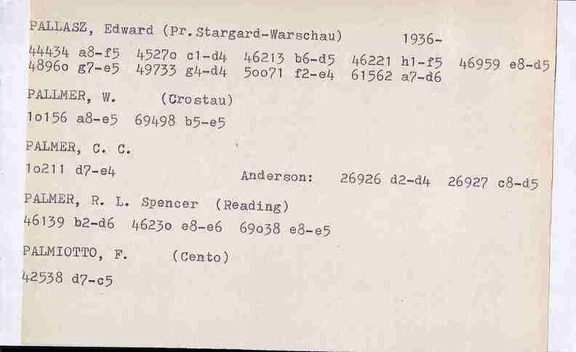 PALLASZ, Edward (Pr.Stargard-Warschau) 1936-
44434 a8-f5 45270 c1-d4 46213 b6-d5 46221 h1-f5 46959 e8-d5
48960 g7-e5 49733 g4-d4 50071 f2-e4 61562 a7-d6
PALLMER, W. (Crostau)
10156 a8-e5 69498 b5-e5
PALMER, C. C.
10211 d7-e4 Anderson: 26926 d2-d4 26927 c8-d5
PALMER, R. L. Spencer (Reading)
46139 b2-d6 46230 e8-e6 69038 e8-e5
PALMIOTTO, F. (Cento)
42538 d7-c5